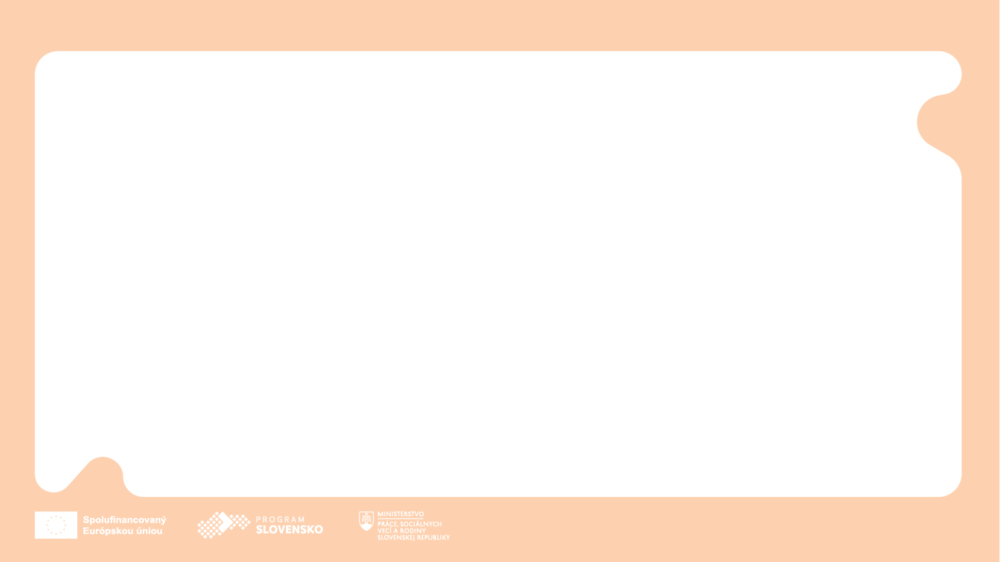 Spolufinancovaný
Európskou úniou
PROGRAM
SLOVENSKO
MINISTERSTVO
PRÁCE, SOCIÁLNYCH
VECÍ A RODINY
SLOVENSKEJ REPUBLIKY